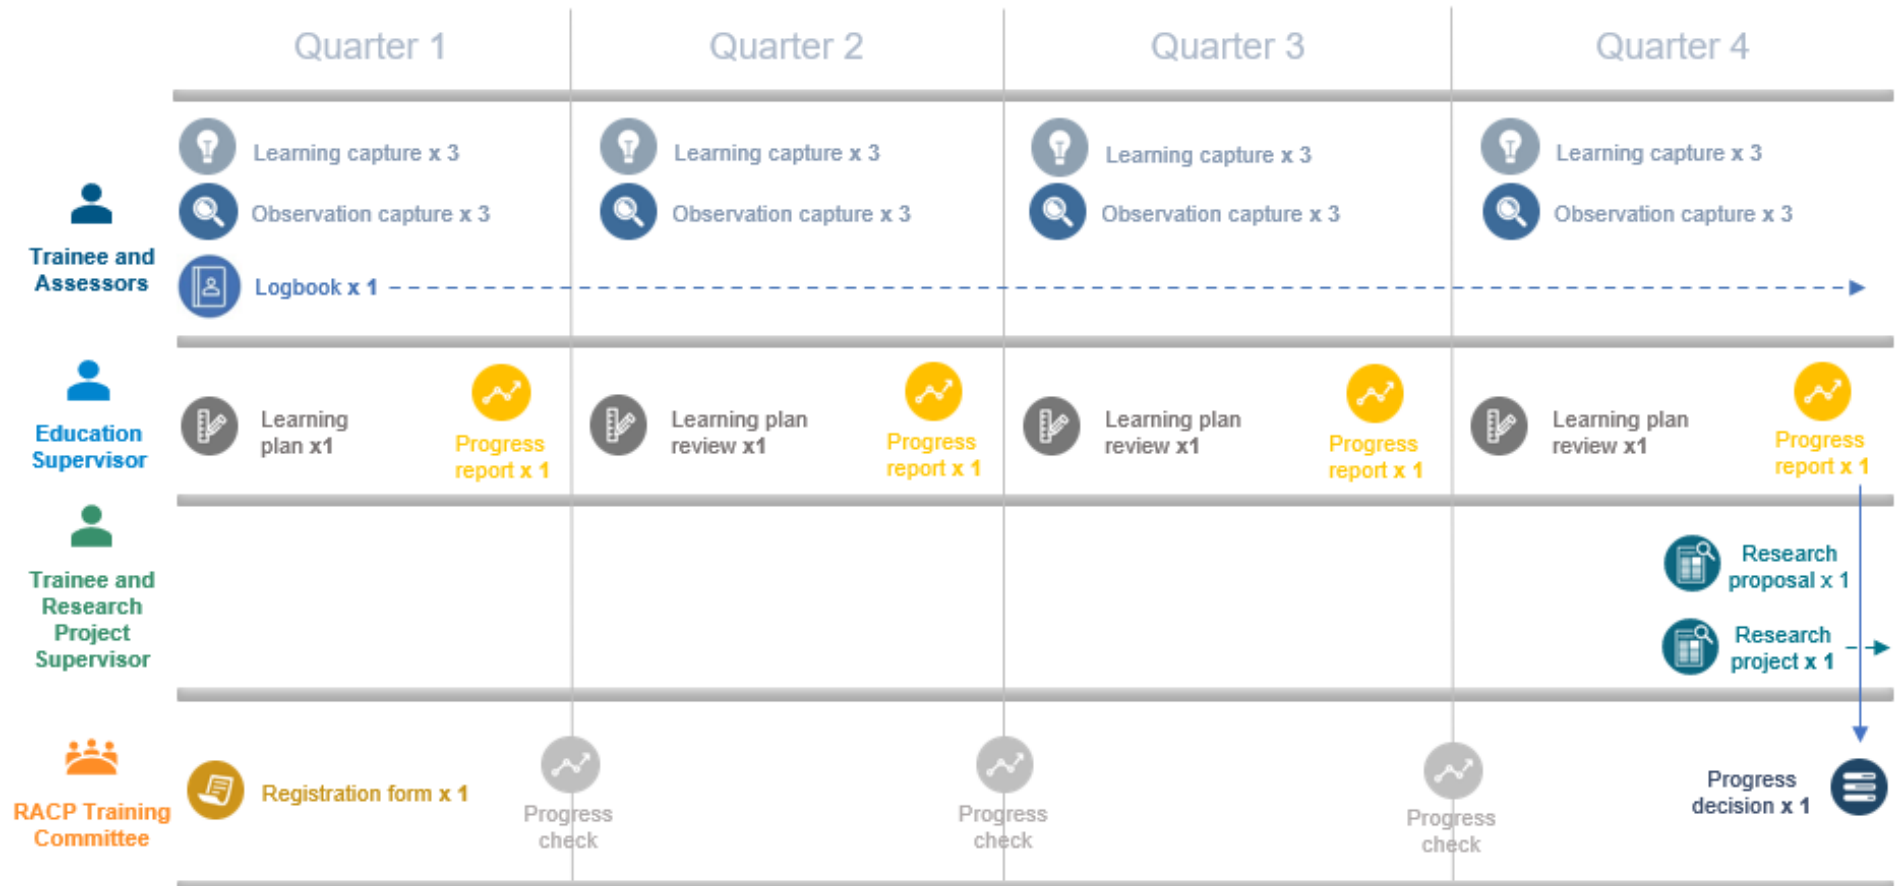 Quarter 1
Quarter 2
Quarter 3
Quarter 4
Trainee and
Assessors
Learning capture x 3
Learning capture x 3
Learning capture x 3
Learning capture x 3
Observation capture x 3
Observation capture x 3
Observation capture x 3
Observation capture x 3
Logbook x 1
Education
Supervisor
Learning
plan x1
Progress
report x 1
Learning plan
review x1
Progress
report x 1
Learning plan
review x1
Progress
report x 1
Learning plan
review x1
Progress
report x 1
Trainee and
Research
Project
Supervisor
Research
proposal x 1
Research
project x 1
RACP Training
Committee
Registration form x 1
Progress
check
Progress
check
Progress
check
Progress
decision x 1